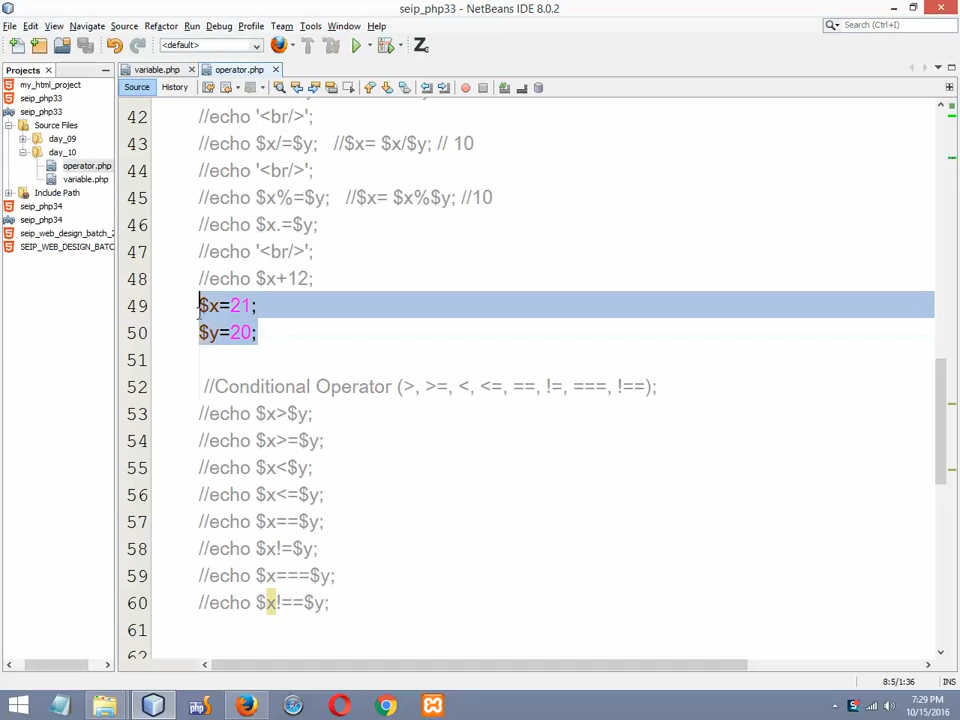 seip_php33 - NetBeans IDE 8.0.2
File Edit View Navigate Source Refactor Run Debug Profile Team Tools Window Help
Search (Ctrl+I)
<default>
Projects
variable.php
operator.php
Source History
my_html_project
seip_php33
seip_php33
Source Files
day_09
day_10
operator.php
variable.php
Include Path
seip_php34
seip_php34
seip_web_design_batch_2
SEIP_WEB_DESIGN_BAT
42 //echo '<br/>';
43 //echo $x/=$y; //$x= $x/$y; // 10
44 //echo '<br/>';
45 //echo $x%=$y; //$x= $x%$y; //10
46 //echo $x.=$y;
47 //echo '<br/>';
48 //echo $x+12;
49 $x=21;
50 $y=20;
51
52 //Conditional Operator (>, >=, <, <=, ==, !=, ===, !==);
53 //echo $x>$y;
54 //echo $x>=$y;
55 //echo $x<$y;
56 //echo $x<=$y;
57 //echo $x==$y;
58 //echo $x!=$y;
59 //echo $x===$y;
60 //echo $x!==$y;
61
62
8:5/1:36 INS
php
7:29 PM
10/15/2016